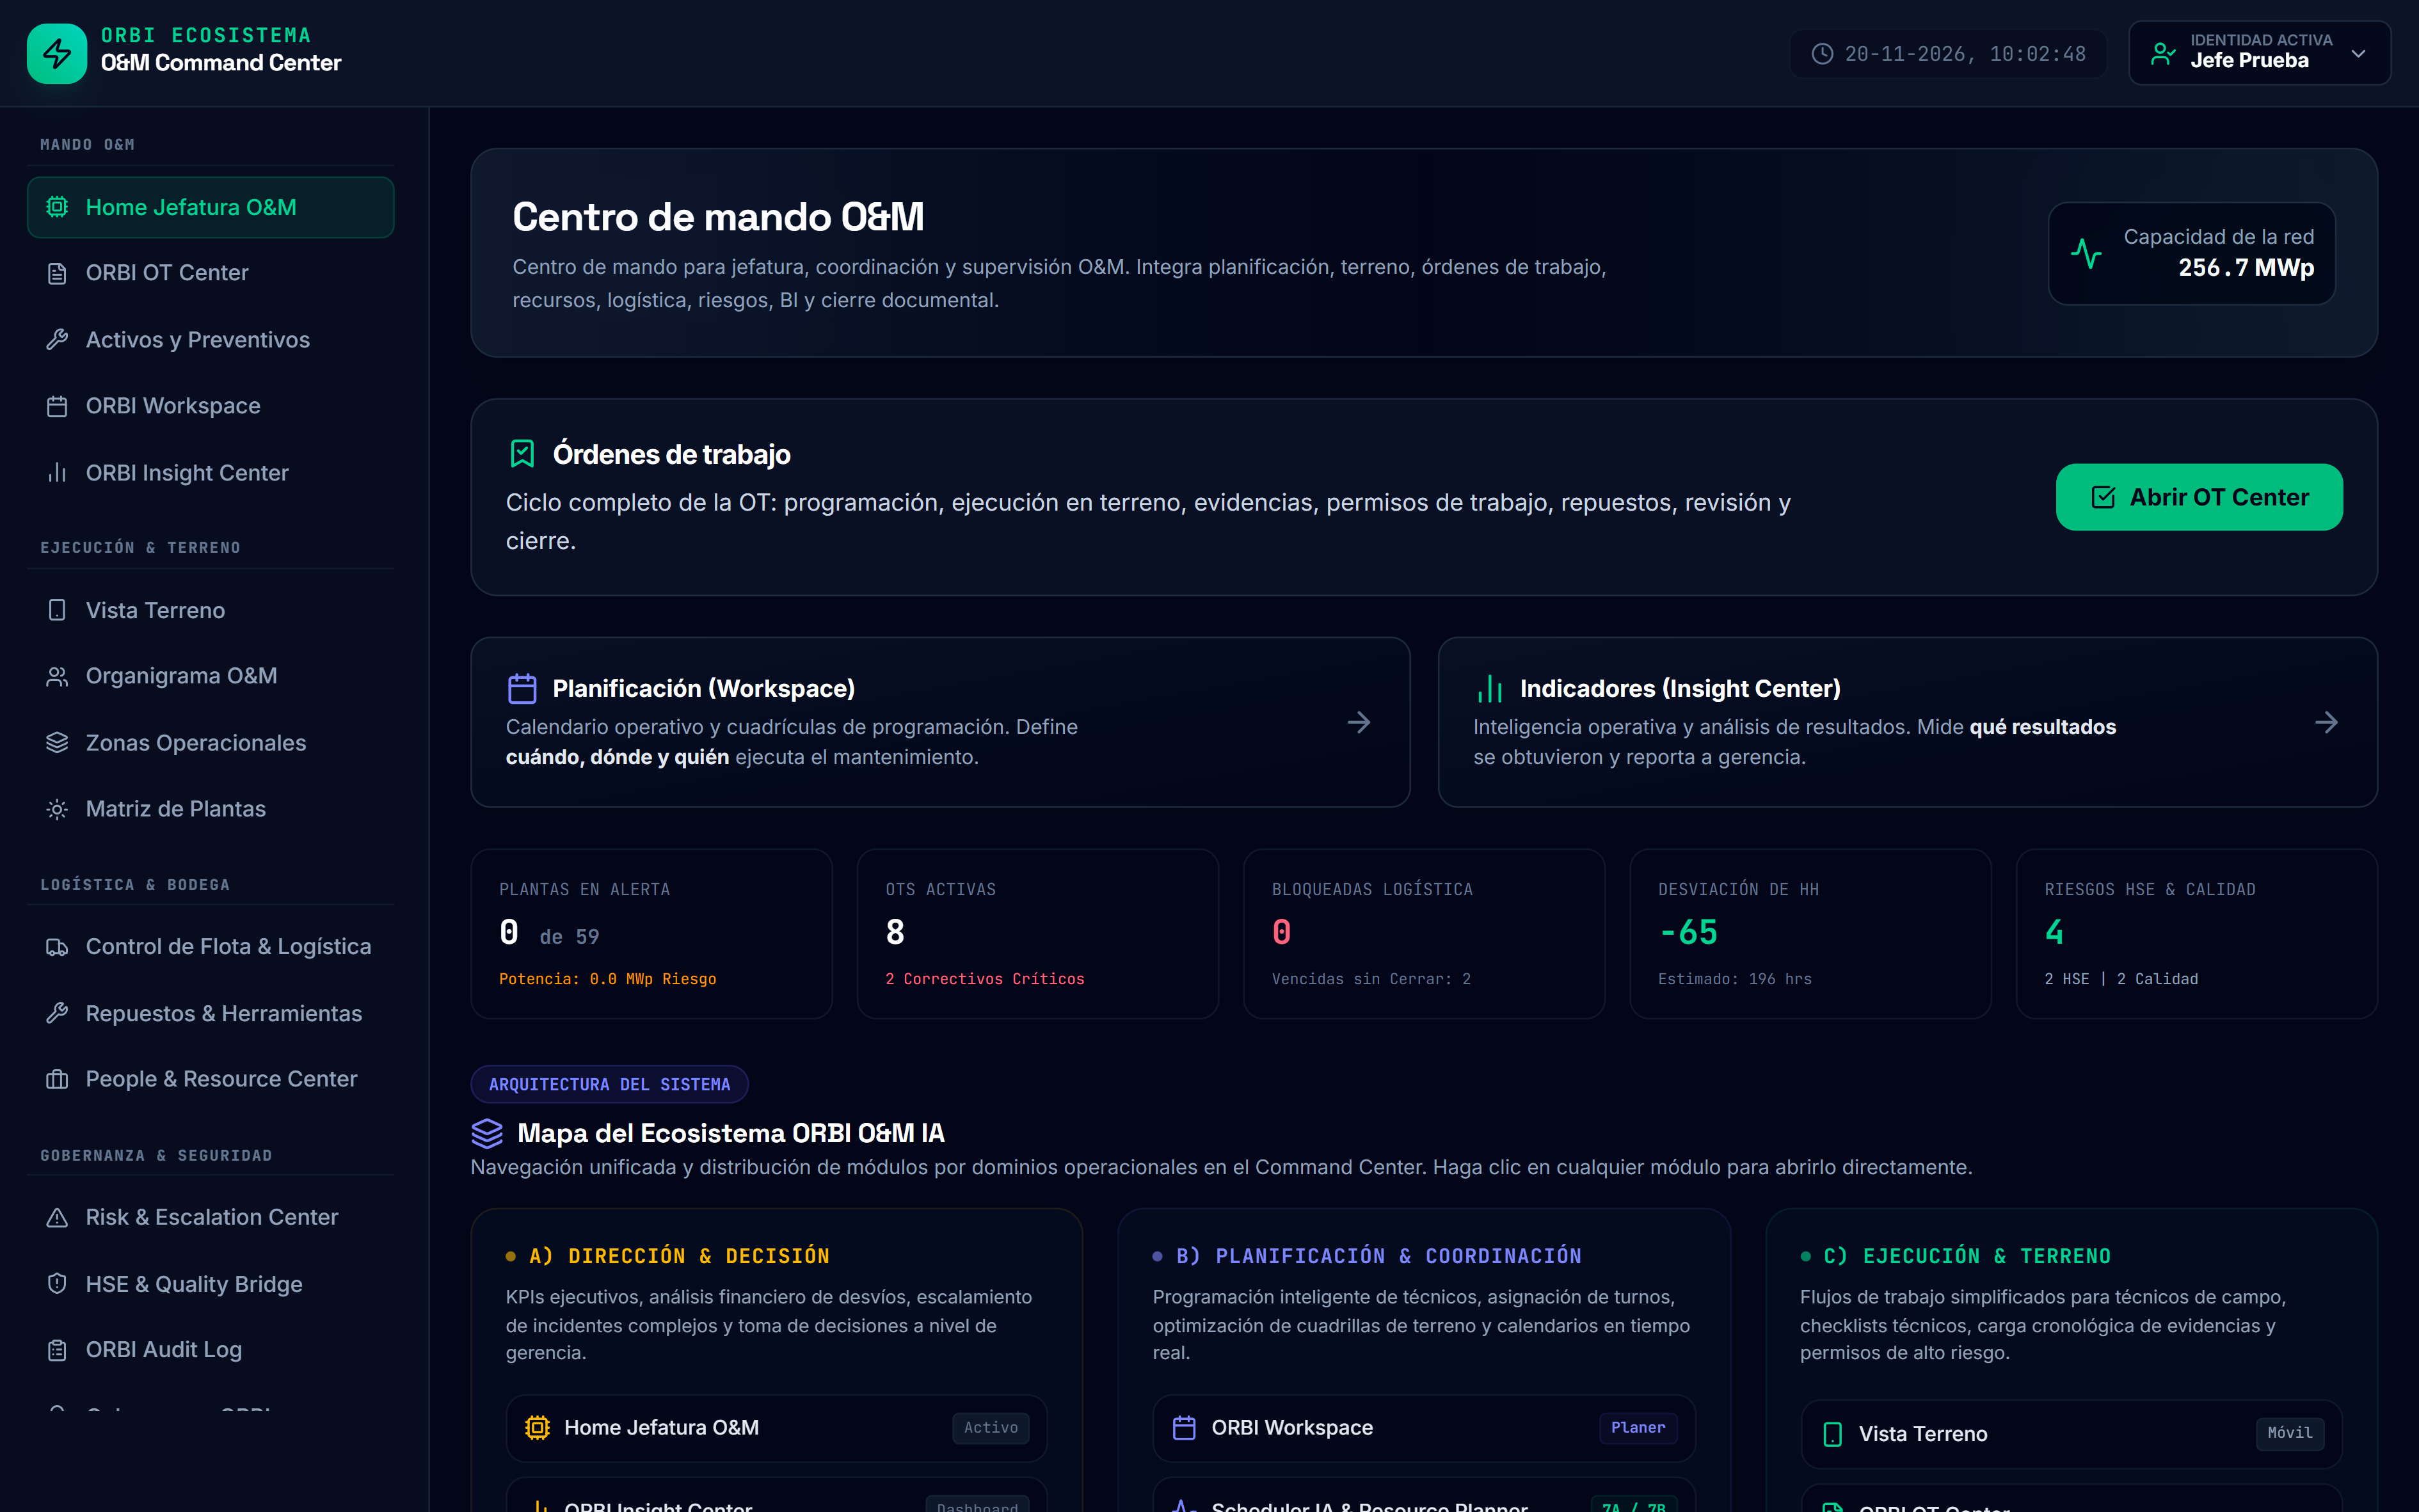 ORBI ECOSISTEMA
O&M Command Center
20-11-2026, 10:02:48
IDENTIDAD ACTIVA
Jefe Prueba
MANDO O&M
Home Jefatura O&M
ORBI OT Center
Activos y Preventivos
ORBI Workspace
ORBI Insight Center
EJECUCIÓN & TERRENO
Vista Terreno
Organigrama O&M
Zonas Operacionales
Matriz de Plantas
LOGÍSTICA & BODEGA
Control de Flota & Logística
Repuestos & Herramientas
People & Resource Center
GOBERNANZA & SEGURIDAD
Risk & Escalation Center
HSE & Quality Bridge
ORBI Audit Log
Centro de mando O&M
Centro de mando para jefatura, coordinación y supervisión O&M. Integra planificación, terreno, órdenes de trabajo,
recursos, logística, riesgos, BI y cierre documental.
Capacidad de la red
256.7 MWp
Órdenes de trabajo
Ciclo completo de la OT: programación, ejecución en terreno, evidencias, permisos de trabajo, repuestos, revisión y
cierre.
Abrir OT Center
Planificación (Workspace)
Calendario operativo y cuadrículas de programación. Define
cuándo, dónde y quién ejecuta el mantenimiento.
Indicadores (Insight Center)
Inteligencia operativa y análisis de resultados. Mide qué resultados
se obtuvieron y reporta a gerencia.
PLANTAS EN ALERTA
0 de 59
Potencia: 0.0 MWp Riesgo
OTS ACTIVAS
8
2 Correctivos Críticos
BLOQUEADAS LOGÍSTICA
0
Vencidas sin Cerrar: 2
DESVIACIÓN DE HH
-65
Estimado: 196 hrs
RIESGOS HSE & CALIDAD
4
2 HSE | 2 Calidad
ARQUITECTURA DEL SISTEMA
Mapa del Ecosistema ORBI O&M IA
Navegación unificada y distribución de módulos por dominios operacionales en el Command Center. Haga clic en cualquier módulo para abrirlo directamente.
A) DIRECCIÓN & DECISIÓN
KPIs ejecutivos, análisis financiero de desvíos, escalamiento
de incidentes complejos y toma de decisiones a nivel de
gerencia.
Home Jefatura O&M
Activo
ORBI Insight Center
Dashboard
B) PLANIFICACIÓN & COORDINACIÓN
Programación inteligente de técnicos, asignación de turnos,
optimización de cuadrillas de terreno y calendarios en tiempo
real.
ORBI Workspace
Planer
Scheduler IA & Resource Planner
7A / 7B
C) EJECUCIÓN & TERRENO
Flujos de trabajo simplificados para técnicos de campo,
checklists técnicos, carga cronológica de evidencias y
permisos de alto riesgo.
Vista Terreno
Móvil
ORBI OT Center